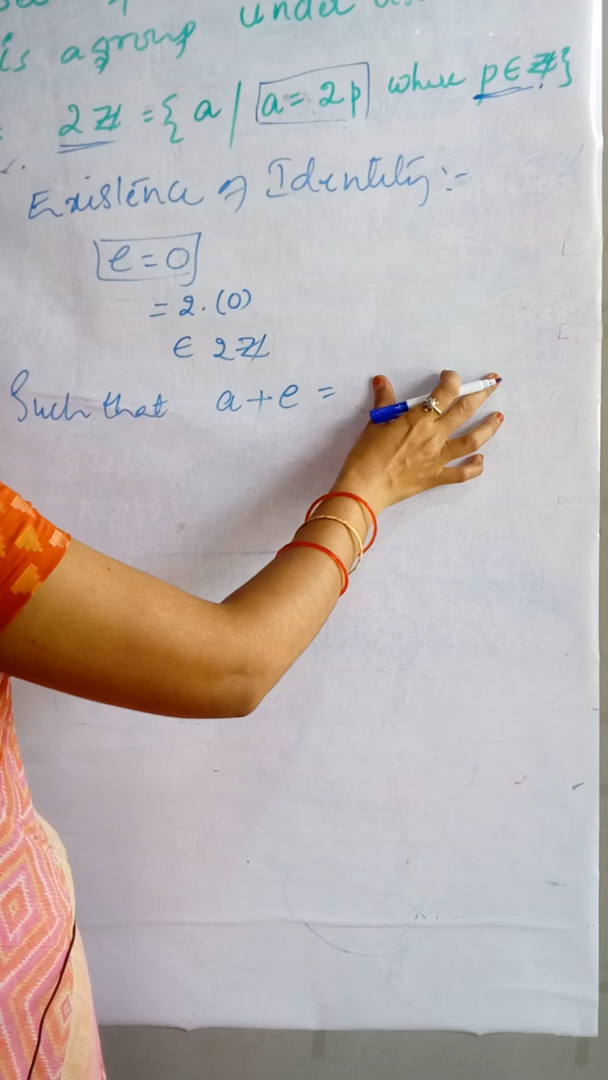 is a group under
2ℤ = { a / a = 2p where p ∈ ℤ }
Existence of Identity :-
e = 0
= 2.(0)
∈ 2ℤ
Such that a + e =